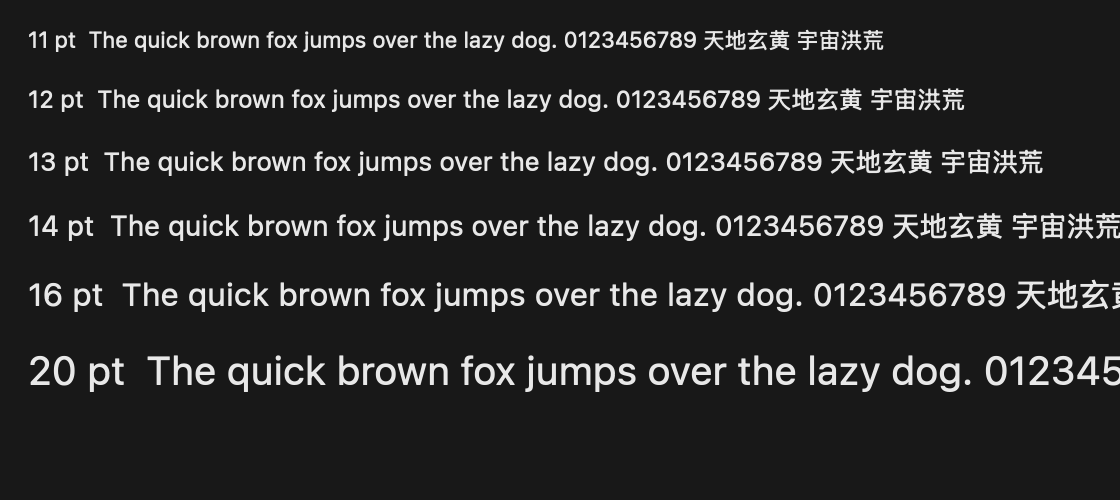 11 pt  The quick brown fox jumps over the lazy dog. 0123456789 天地玄黄 宇宙洪荒
12 pt  The quick brown fox jumps over the lazy dog. 0123456789 天地玄黄 宇宙洪荒
13 pt  The quick brown fox jumps over the lazy dog. 0123456789 天地玄黄 宇宙洪荒
14 pt  The quick brown fox jumps over the lazy dog. 0123456789 天地玄黄 宇宙洪荒
16 pt  The quick brown fox jumps over the lazy dog. 0123456789 天地玄黄
20 pt  The quick brown fox jumps over the lazy dog. 012345